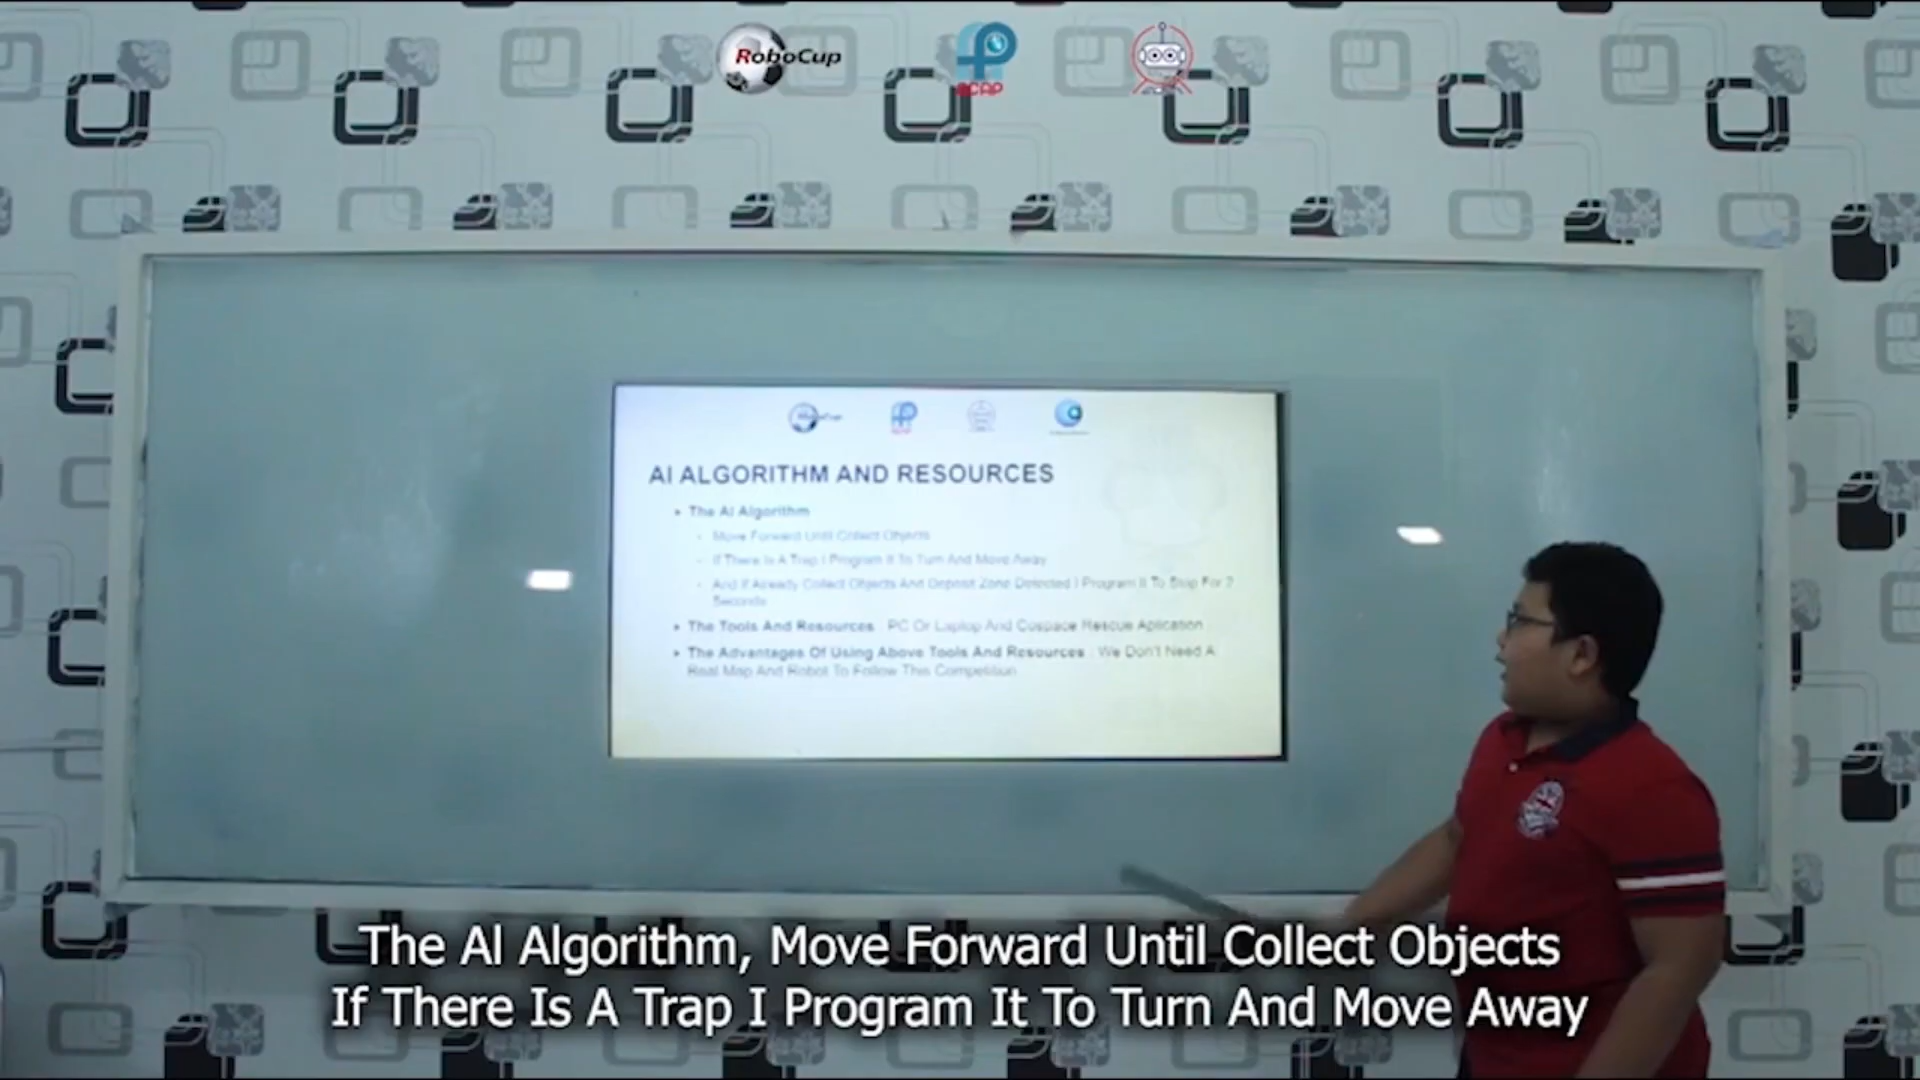 RoboCup
RCAP
AI ALGORITHM AND RESOURCES
The AI Algorithm
Move Forward Until Collect Objects
If There Is A Trap I Program It To Turn And Move Away
And If Already Collect Objects And Deposit Zone Detected I Program It To Stop For 2
Seconds
The Tools And Resources : PC Or Laptop And Cospace Rescue Aplication
The Advantages Of Using Above Tools And Resources : We Don't Need A
Real Map And Robot To Follow This Competition
The AI Algorithm, Move Forward Until Collect Objects
If There Is A Trap I Program It To Turn And Move Away